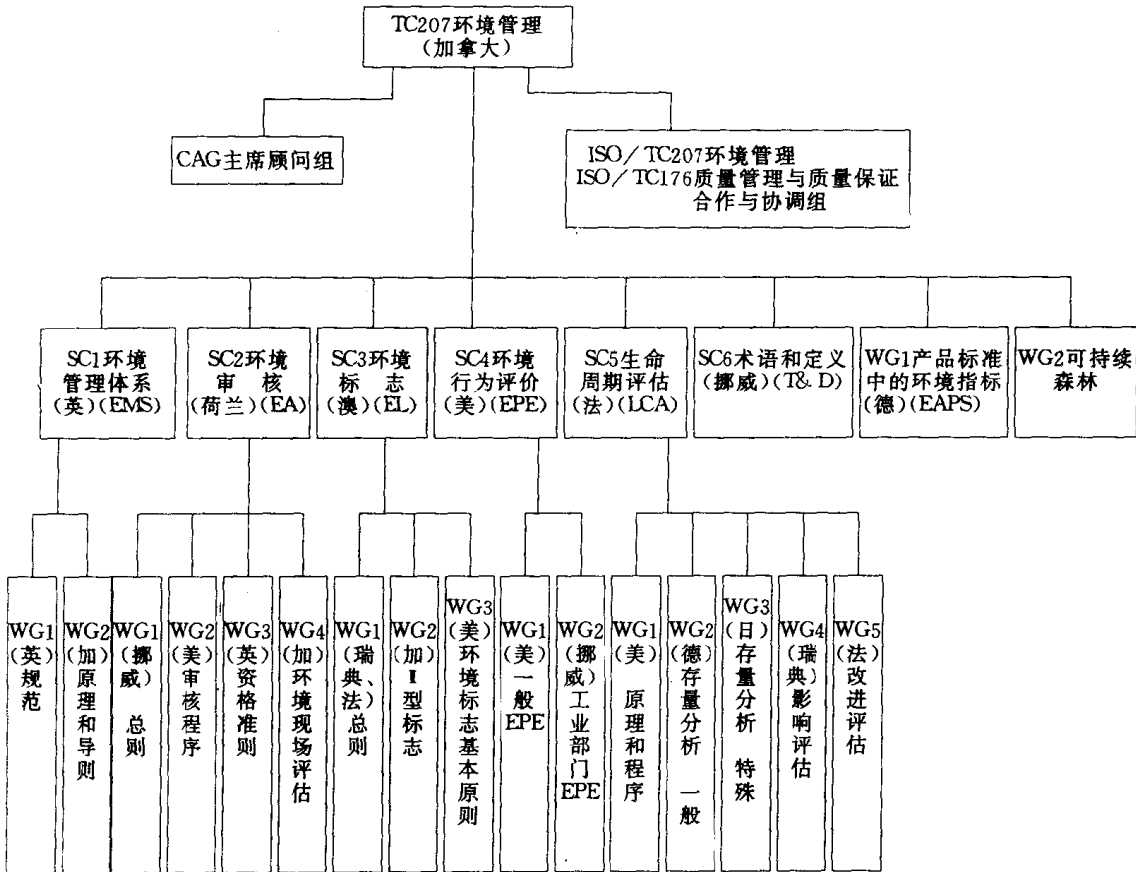 TC207环境管理
(加拿大)
CAG主席顾问组
ISO/TC207环境管理
ISO/TC176质量管理与质量保证
合作与协调组
SC1环境
管理体系
(英)(EMS)
SC2环境
审核
(荷兰)(EA)
SC3环境
标志
(澳)(EL)
SC4环境
行为评价
(美)(EPE)
SC5生命
周期评估
(法)(LCA)
SC6术语和定义
(挪威)(T&D)
WG1产品标准
中的环境指标
(德)(EAPS)
WG2可持续
森林
WG1(英)规范
WG2(加)原理和导则
WG1(挪威) 总则
WG2(美)审核程序
WG3(英)资格准则
WG4(加)环境现场评估
WG1(瑞典、法)总则
WG2(加)Ⅱ型标志
WG3(美)环境标志基本原则
WG1(美)一般EPE
WG2(挪威)工业部门EPE
WG1(美) 原理和程序
WG2(德)存量分析 一般
WG3(日)存量分析 特殊
WG4(瑞典)影响评估
WG5(法)改进评估